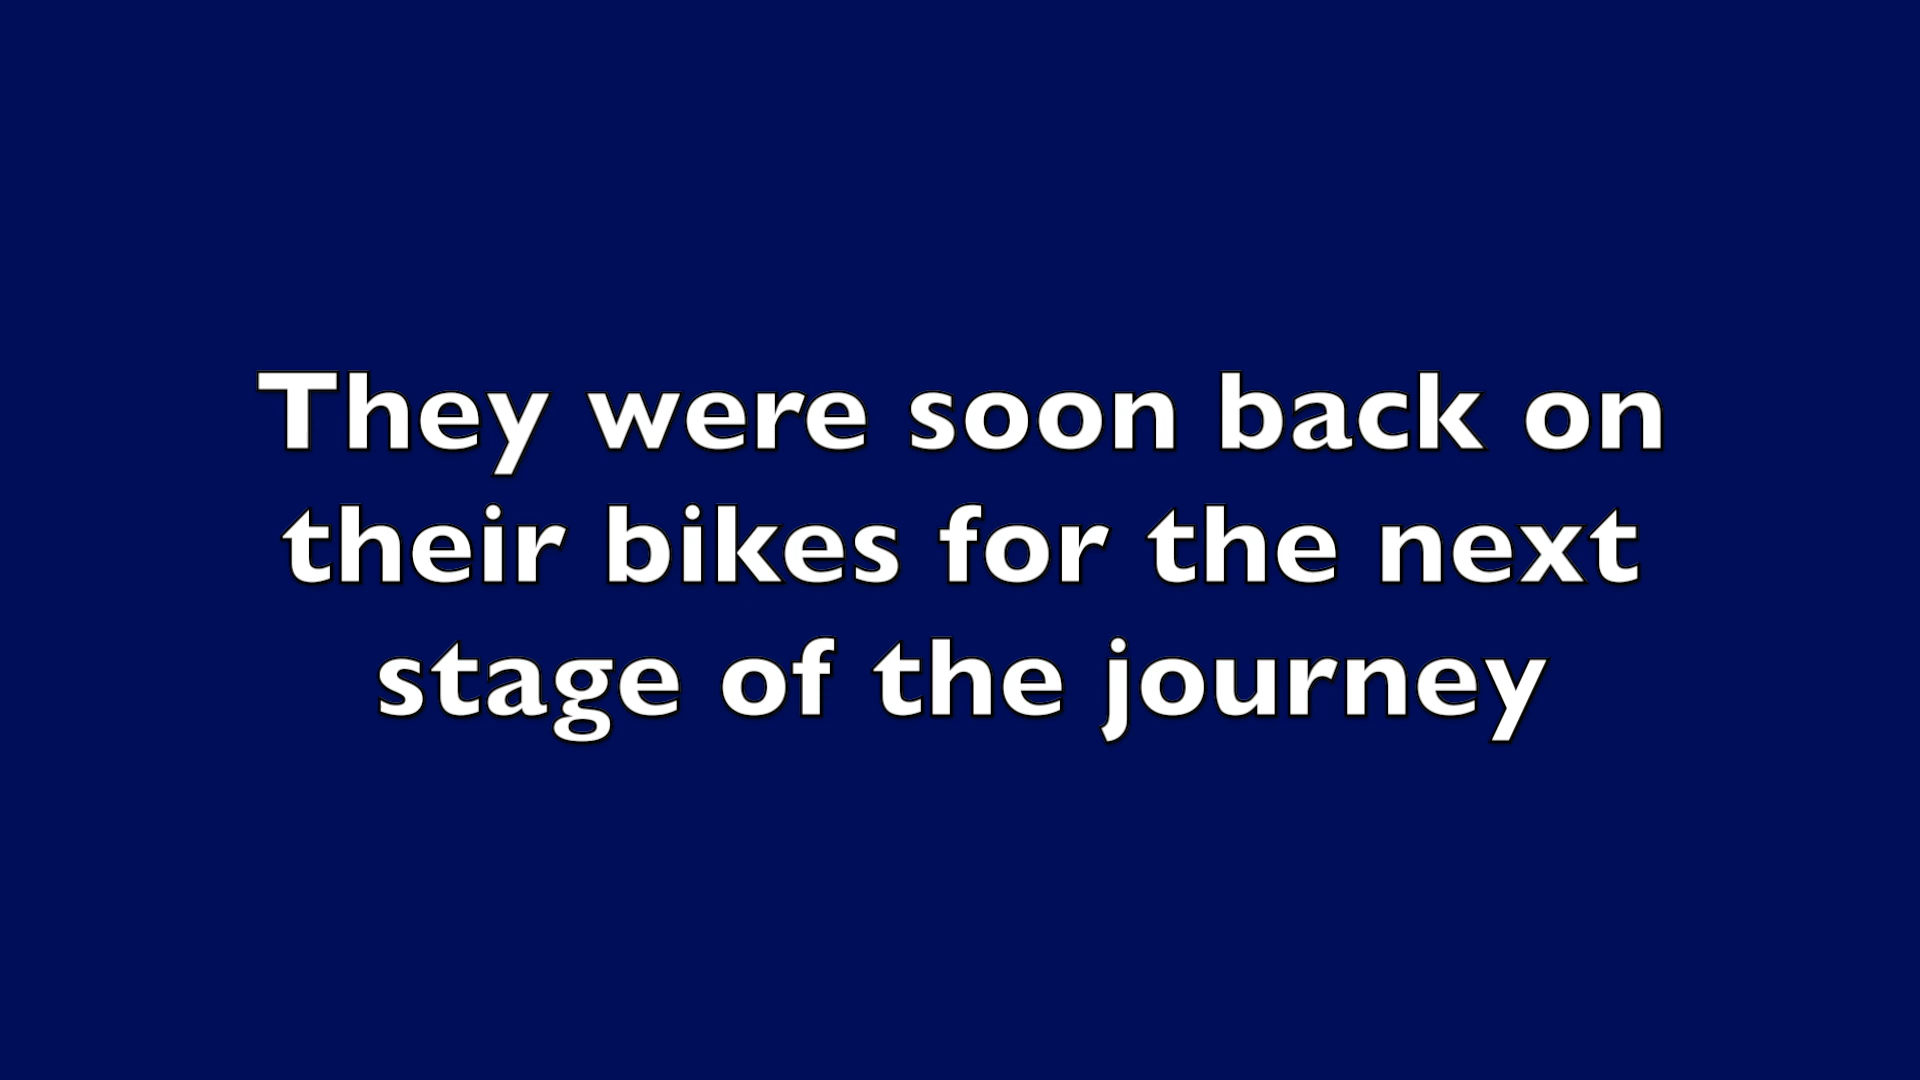 They were soon back on
their bikes for the next
stage of the journey